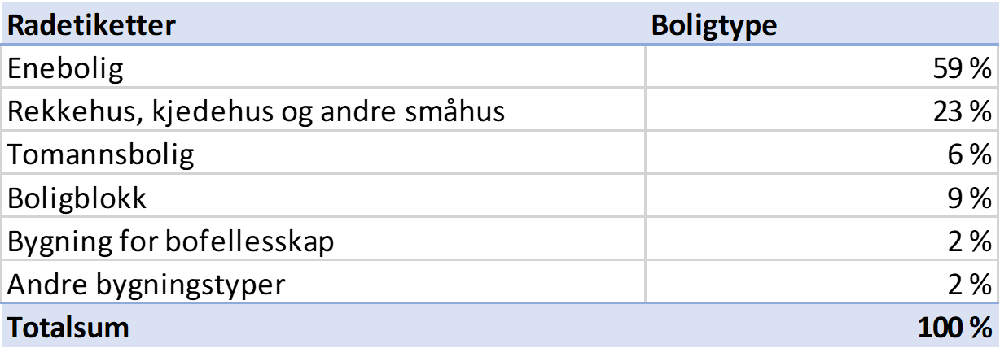 Radetiketter Boligtype
Enebolig 59 %
Rekkehus, kjedehus og andre småhus 23 %
Tomannsbolig 6 %
Boligblokk 9 %
Bygning for bofellesskap 2 %
Andre bygningstyper 2 %
Totalsum 100 %